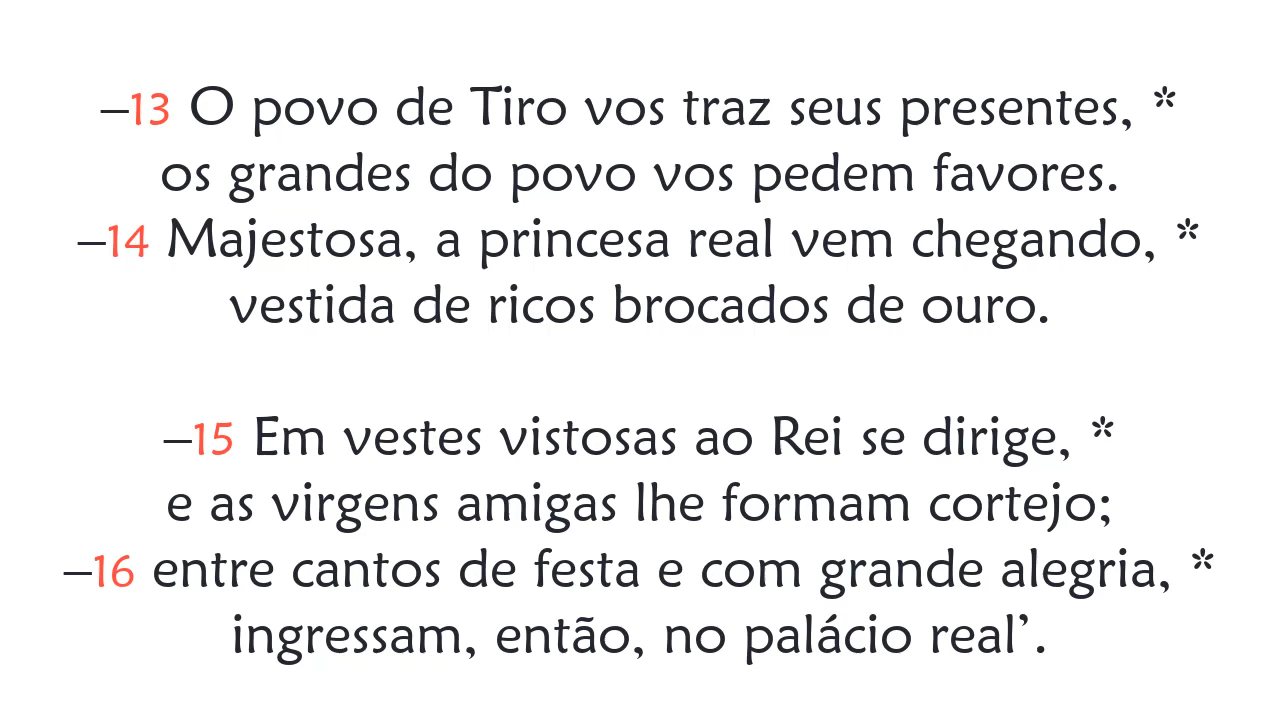 –13 O povo de Tiro vos traz seus presentes, *
os grandes do povo vos pedem favores.
–14 Majestosa, a princesa real vem chegando, *
vestida de ricos brocados de ouro.
–15 Em vestes vistosas ao Rei se dirige, *
e as virgens amigas lhe formam cortejo;
–16 entre cantos de festa e com grande alegria, *
ingressam, então, no palácio real’.